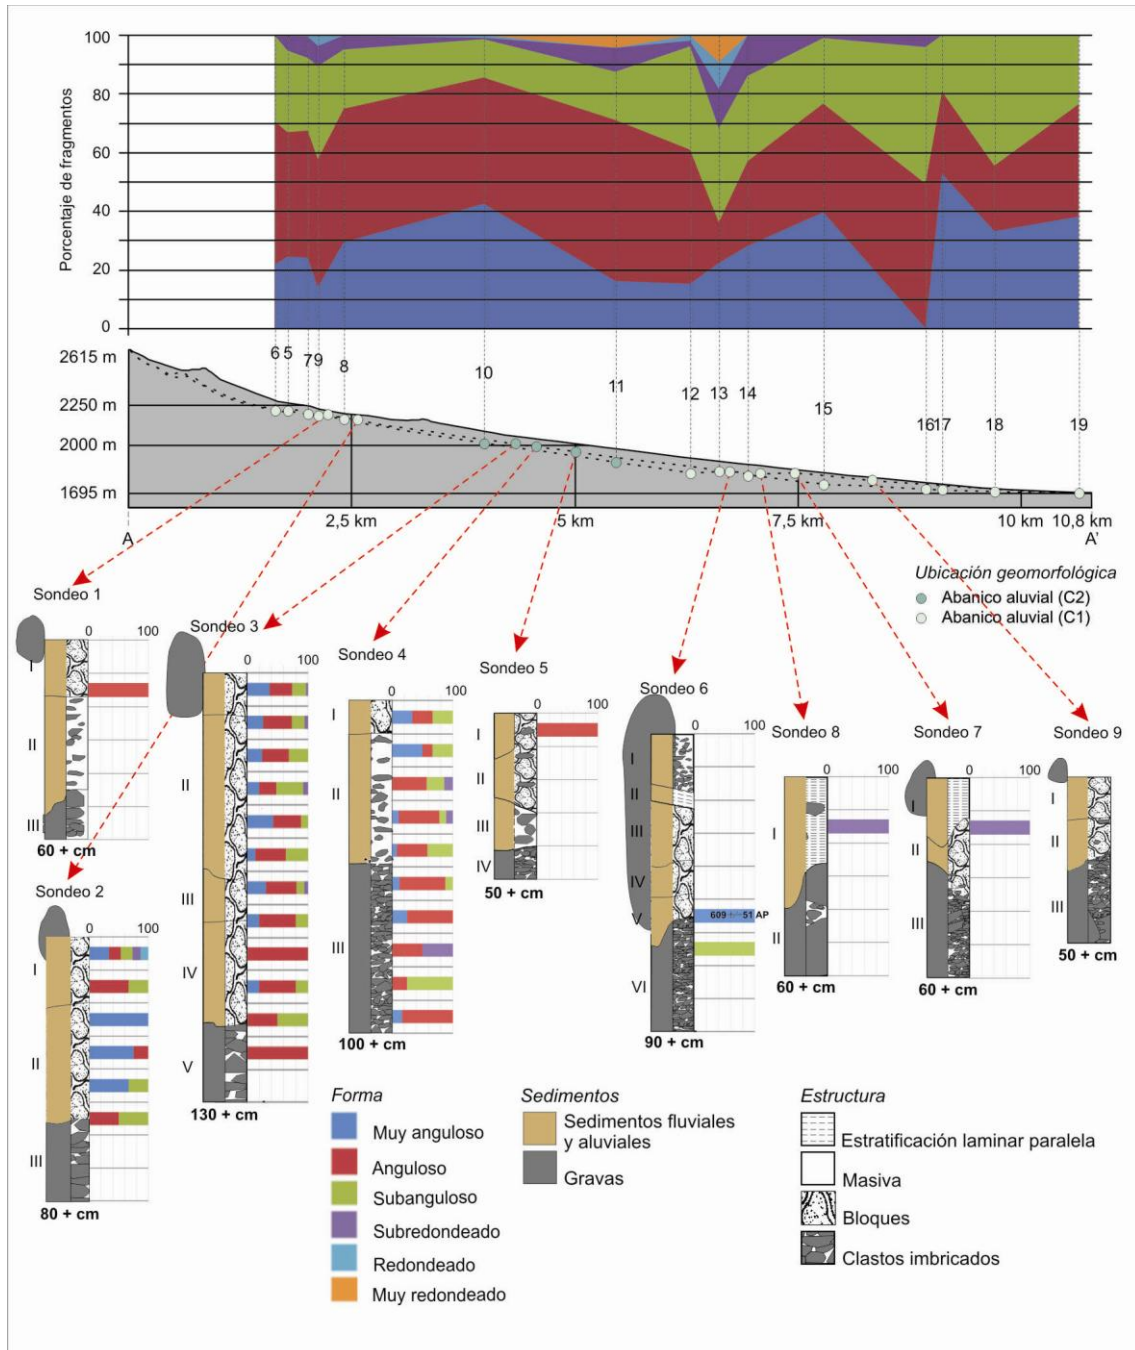 100
80
60
40
20
0
Porcentaje de fragmentos
6 5 7 9 8 10 11 12 13 14 15 16 17 18 19
2615 m
2250 m
2000 m
1695 m
2,5 km 5 km 7,5 km 10 km 10,8 km
A A'
Ubicación geomorfológica
Abanico aluvial (C2)
Abanico aluvial (C1)
Sondeo 1
0 100
I
II
III
60 + cm
Sondeo 2
0 100
I
II
III
80 + cm
Sondeo 3
0 100
II
III
IV
V
130 + cm
Sondeo 4
0 100
I
II
III
100 + cm
Sondeo 5
0 100
I
II
III
IV
50 + cm
Sondeo 6
0 100
I
II
III
IV
V
609 +/- 51 AP
VI
90 + cm
Sondeo 8
0 100
I
II
60 + cm
Sondeo 7
0 100
I
II
III
60 + cm
Sondeo 9
I
II
III
50 + cm
Forma
Muy anguloso
Anguloso
Subanguloso
Subredondeado
Redondeado
Muy redondeado
Sedimentos
Sedimentos fluviales
y aluviales
Gravas
Estructura
Estratificación laminar paralela
Masiva
Bloques
Clastos imbricados